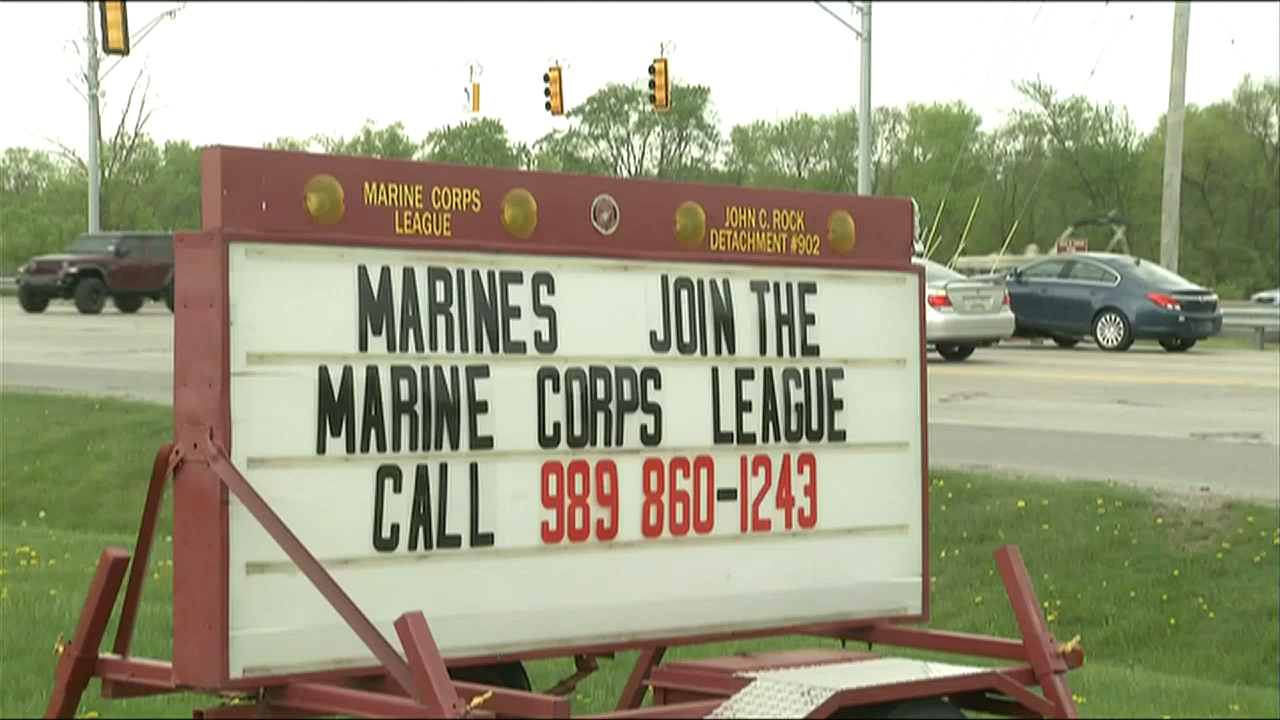 MARINE CORPS
LEAGUE
JOHN C. ROCK
DETACHMENT #902
MARINES JOIN THE
MARINE CORPS LEAGUE
CALL 989 860-1243